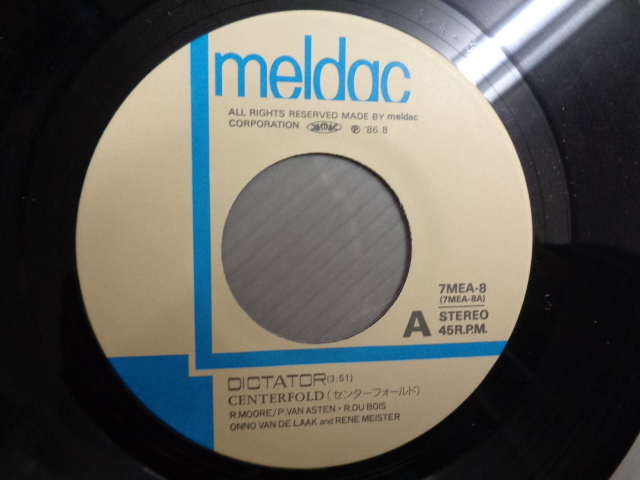 meldac
ALL RIGHTS RESERVED MADE BY meldac
CORPORATION ℗ '86.8
7MEA-8
(7MEA-8A)
A STEREO
45R.P.M.
DICTATOR(3:51)
CENTERFOLD(センターフォールド)
R.MOORE/P.VAN ASTEN・R.DU BOIS
ONNO VAN DE LAAK and RENE MEISTER